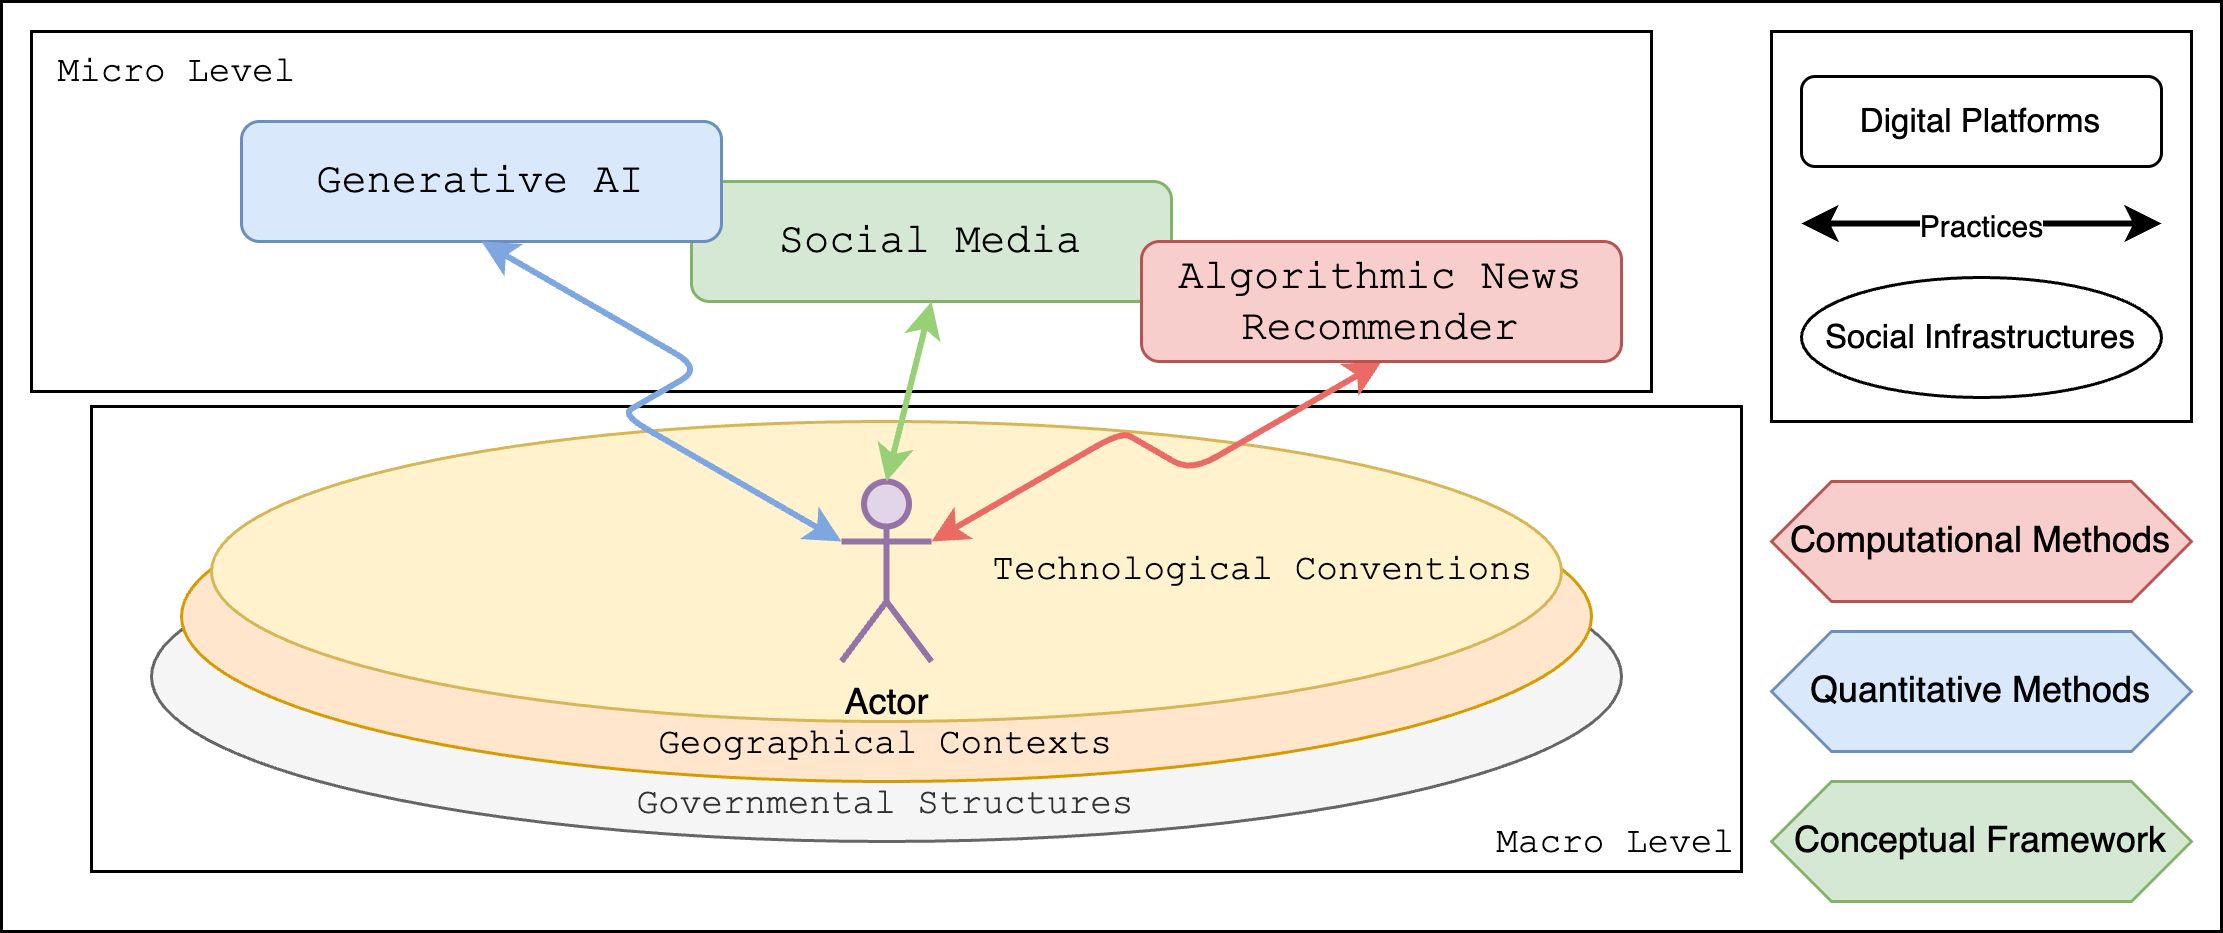 Micro Level
Generative AI
Social Media
Algorithmic News
Recommender
Technological Conventions
Actor
Geographical Contexts
Governmental Structures
Macro Level
Digital Platforms
Practices
Social Infrastructures
Computational Methods
Quantitative Methods
Conceptual Framework